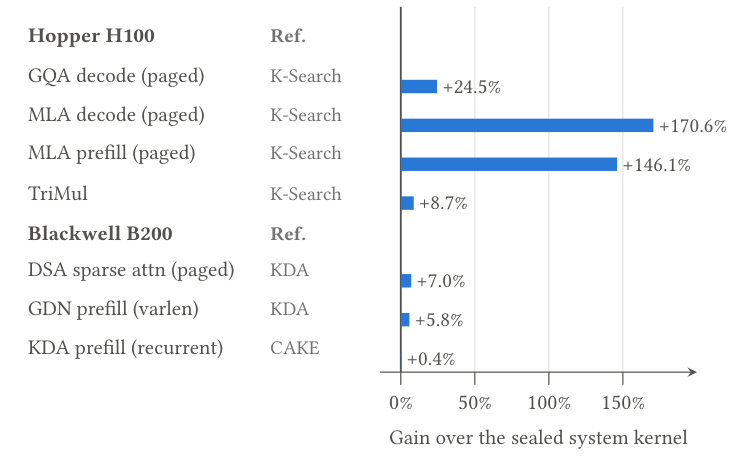 Hopper H100 Ref.
GQA decode (paged) K-Search +24.5%
MLA decode (paged) K-Search +170.6%
MLA prefill (paged) K-Search +146.1%
TriMul K-Search +8.7%
Blackwell B200 Ref.
DSA sparse attn (paged) KDA +7.0%
GDN prefill (varlen) KDA +5.8%
KDA prefill (recurrent) CAKE +0.4%
0% 50% 100% 150%
Gain over the sealed system kernel